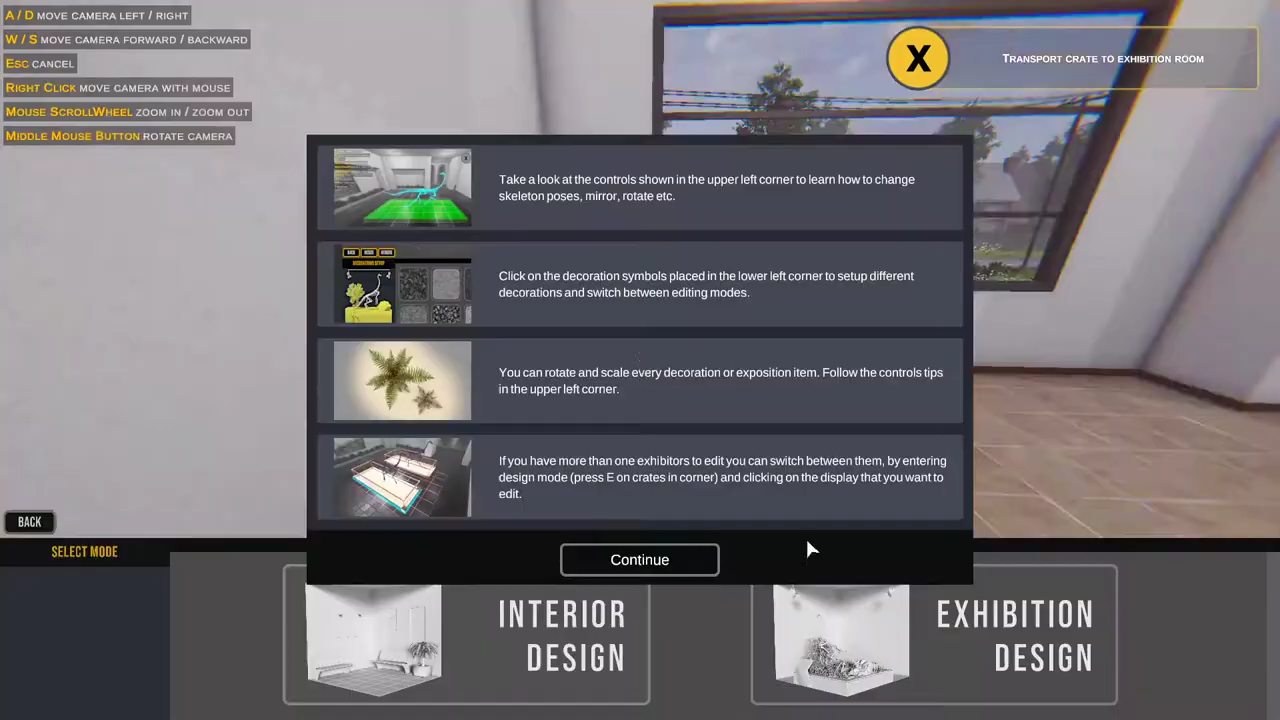 A / D MOVE CAMERA LEFT / RIGHT
W / S MOVE CAMERA FORWARD / BACKWARD
ESC CANCEL
RIGHT CLICK MOVE CAMERA WITH MOUSE
MOUSE SCROLLWHEEL ZOOM IN / ZOOM OUT
MIDDLE MOUSE BUTTON ROTATE CAMERA
X
TRANSPORT CRATE TO EXHIBITION ROOM
Take a look at the controls shown in the upper left corner to learn how to change
skeleton poses, mirror, rotate etc.
Click on the decoration symbols placed in the lower left corner to setup different
decorations and switch between editing modes.
You can rotate and scale every decoration or exposition item. Follow the controls tips
in the upper left corner.
If you have more than one exhibitors to edit you can switch between them, by entering
design mode (press E on crates in corner) and clicking on the display that you want to
edit.
Continue
BACK
SELECT MODE
INTERIOR
DESIGN
EXHIBITION
DESIGN